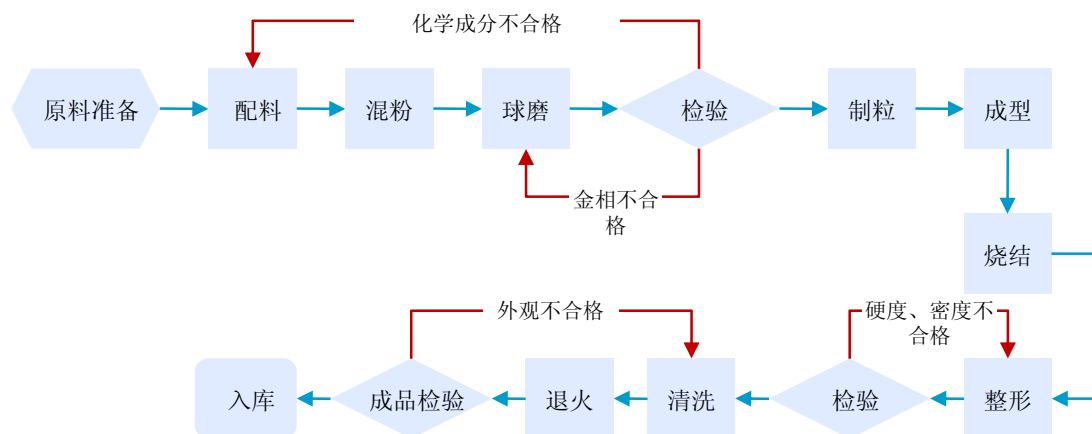 化学成分不合格
原料准备
配料
混粉
球磨
检验
制粒
成型
金相不合
格
烧结
外观不合格
硬度、密度不
合格
入库
成品检验
退火
清洗
检验
整形